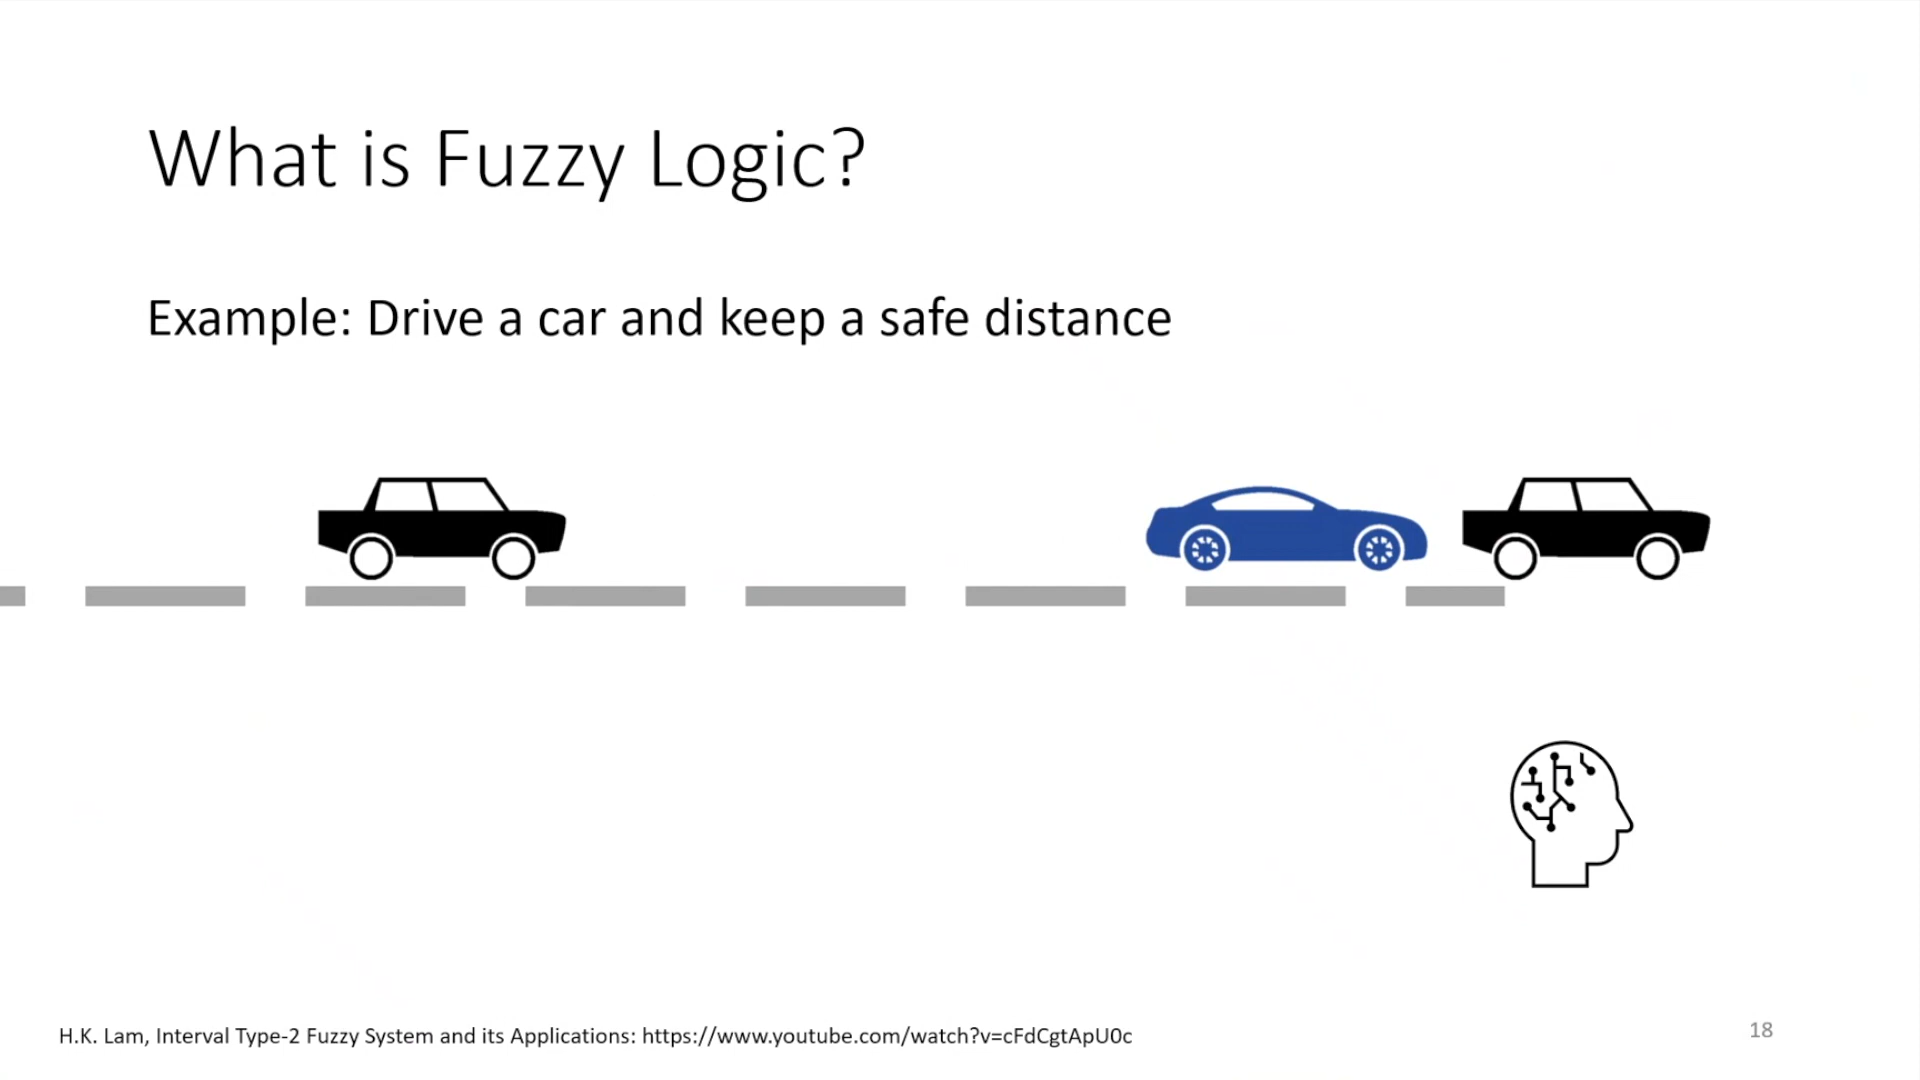 What is Fuzzy Logic?
Example: Drive a car and keep a safe distance
H.K. Lam, Interval Type-2 Fuzzy System and its Applications: https://www.youtube.com/watch?v=cFdCgtApU0c
18